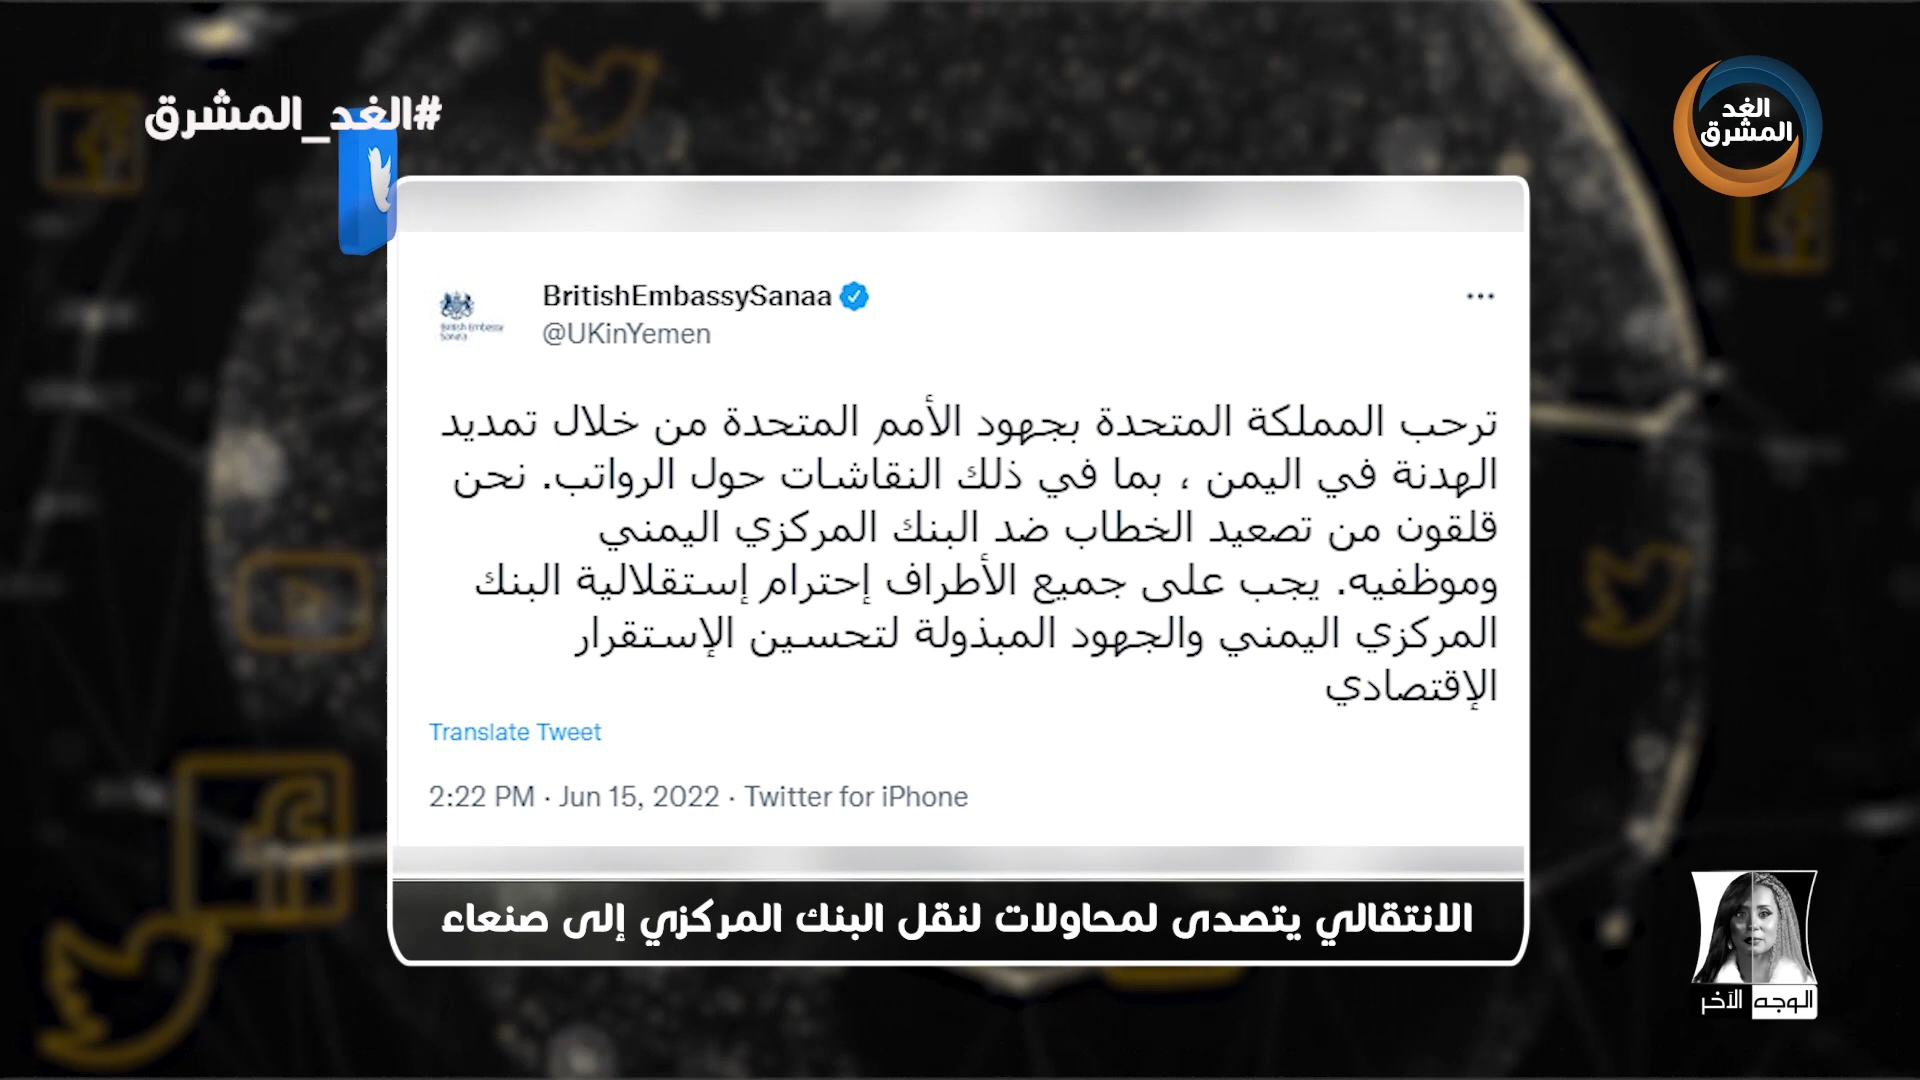 #الغد_المشرق
الغد
المشرق
BritishEmbassySanaa
@UKinYemen
British Embassy
Sanaa
ترحب المملكة المتحدة بجهود الأمم المتحدة من خلال تمديد
الهدنة في اليمن ، بما في ذلك النقاشات حول الرواتب. نحن
قلقون من تصعيد الخطاب ضد البنك المركزي اليمني
وموظفيه. يجب على جميع الأطراف إحترام إستقلالية البنك
المركزي اليمني والجهود المبذولة لتحسين الإستقرار
الإقتصادي
Translate Tweet
2:22 PM · Jun 15, 2022 · Twitter for iPhone
الانتقالي يتصدى لمحاولات لنقل البنك المركزي إلى صنعاء
الوجه الآخر